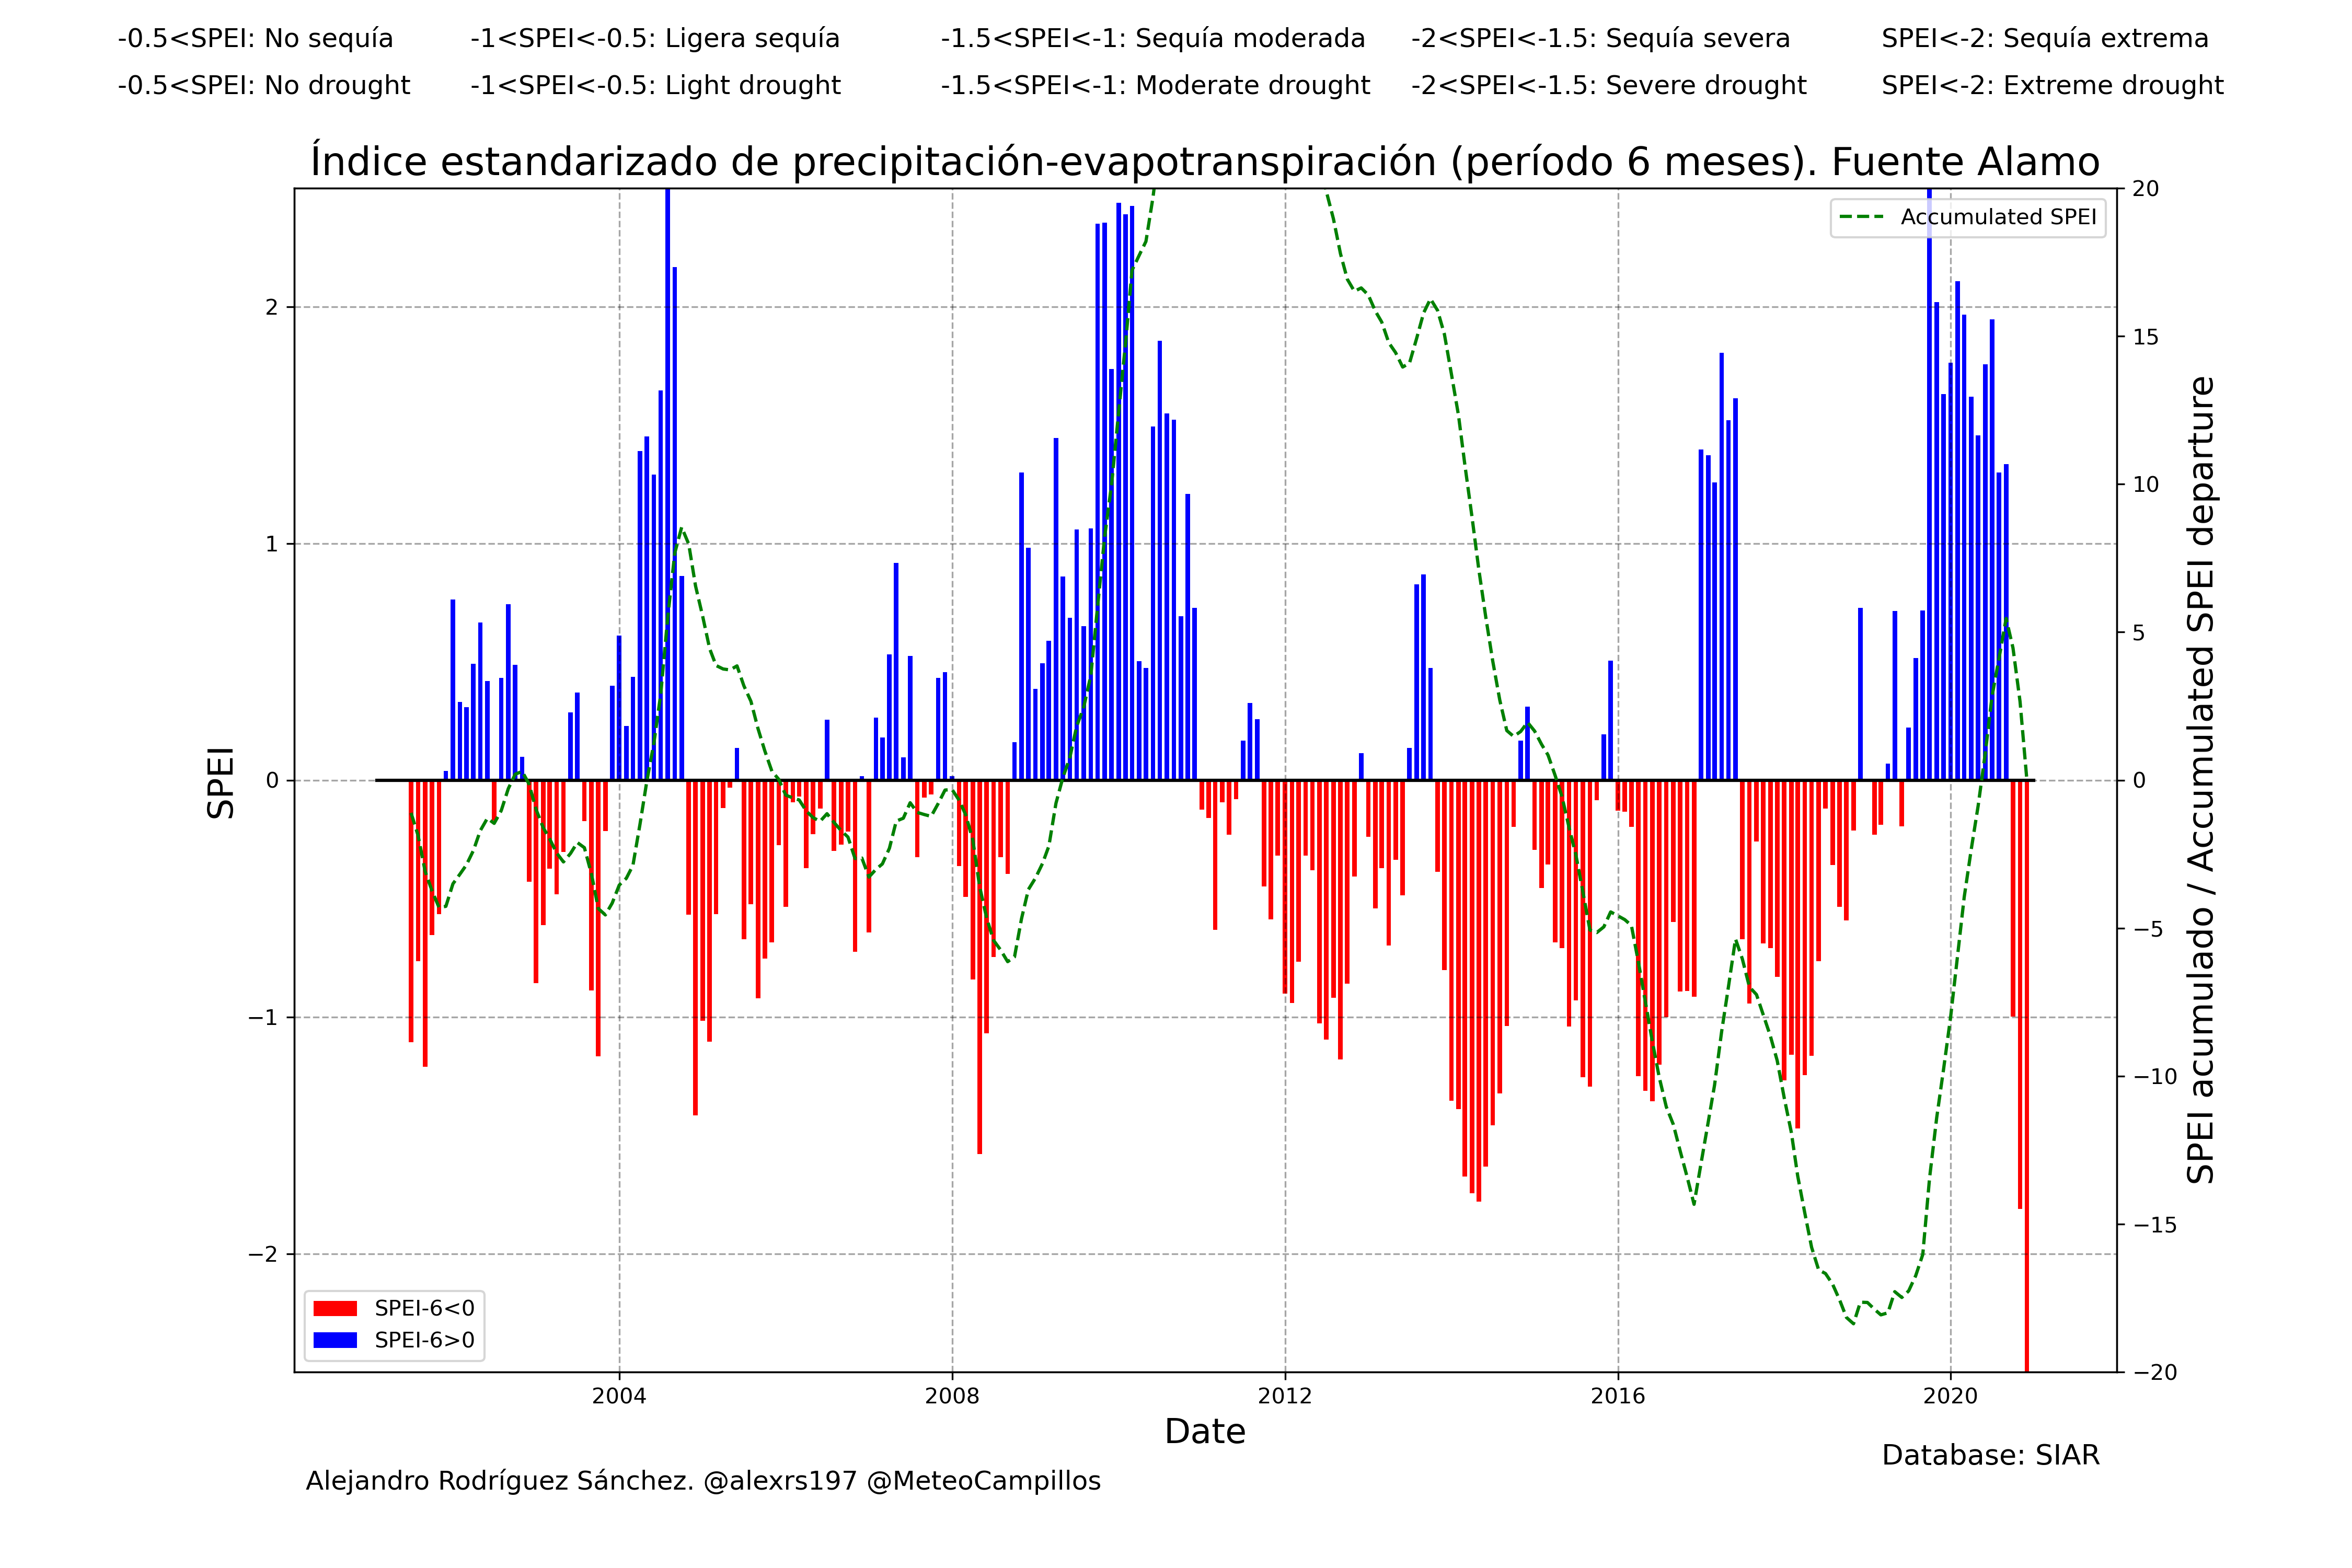 -0.5<SPEI: No sequía -1<SPEI<-0.5: Ligera sequía -1.5<SPEI<-1: Sequía moderada -2<SPEI<-1.5: Sequía severa SPEI<-2: Sequía extrema
-0.5<SPEI: No drought -1<SPEI<-0.5: Light drought -1.5<SPEI<-1: Moderate drought -2<SPEI<-1.5: Severe drought SPEI<-2: Extreme drought
Índice estandarizado de precipitación-evapotranspiración (período 6 meses). Fuente Alamo
Accumulated SPEI
SPEI
2
1
0
−1
−2
20
15
10
5
0
−5
−10
−15
−20
SPEI acumulado / Accumulated SPEI departure
SPEI-6<0
SPEI-6>0
2004 2008 2012 2016 2020
Date
Database: SIAR
Alejandro Rodríguez Sánchez. @alexrs197 @MeteoCampillos